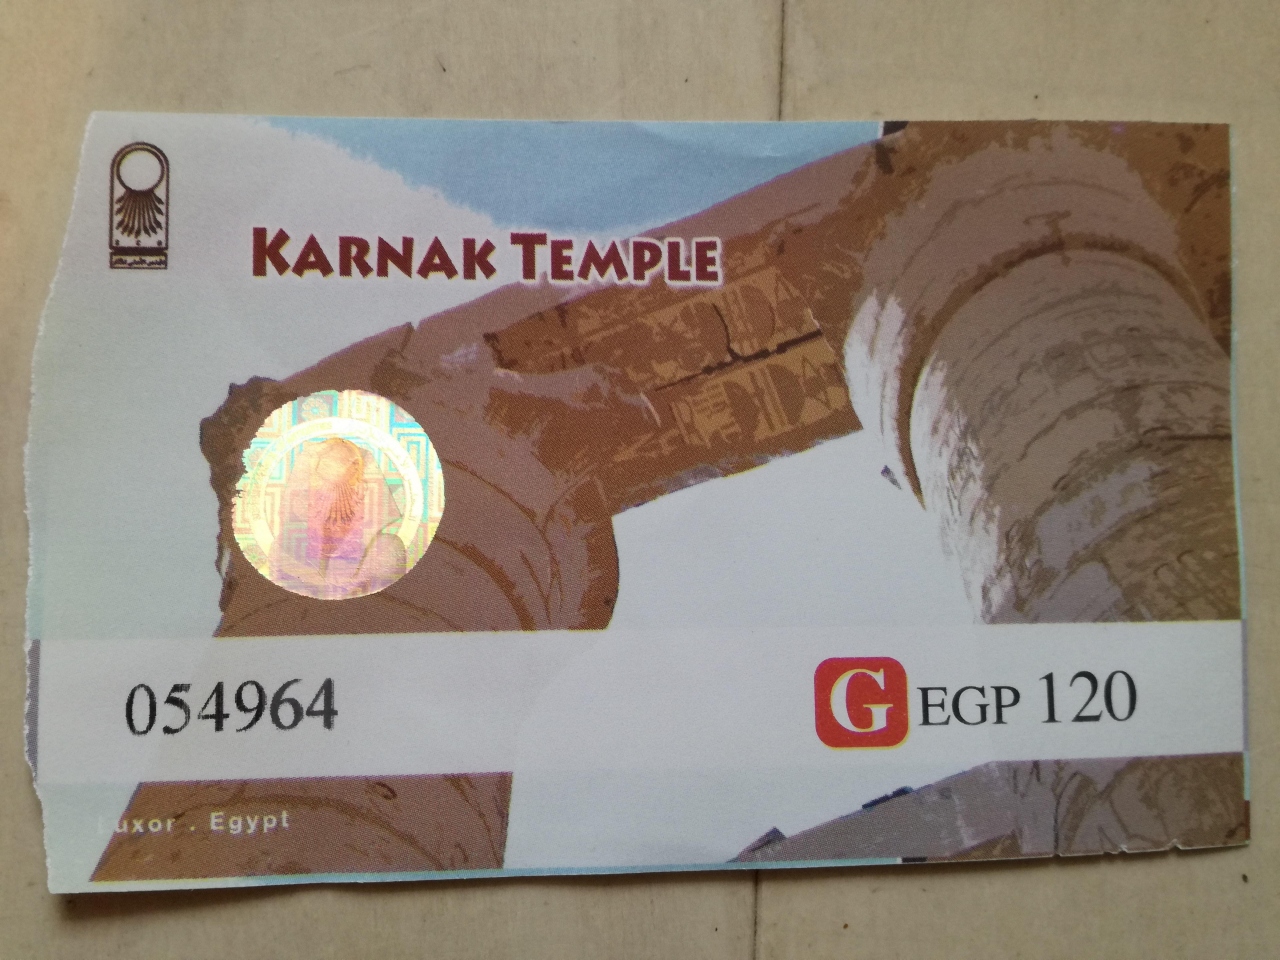 KARNAK TEMPLE
054964
G EGP 120
Luxor . Egypt